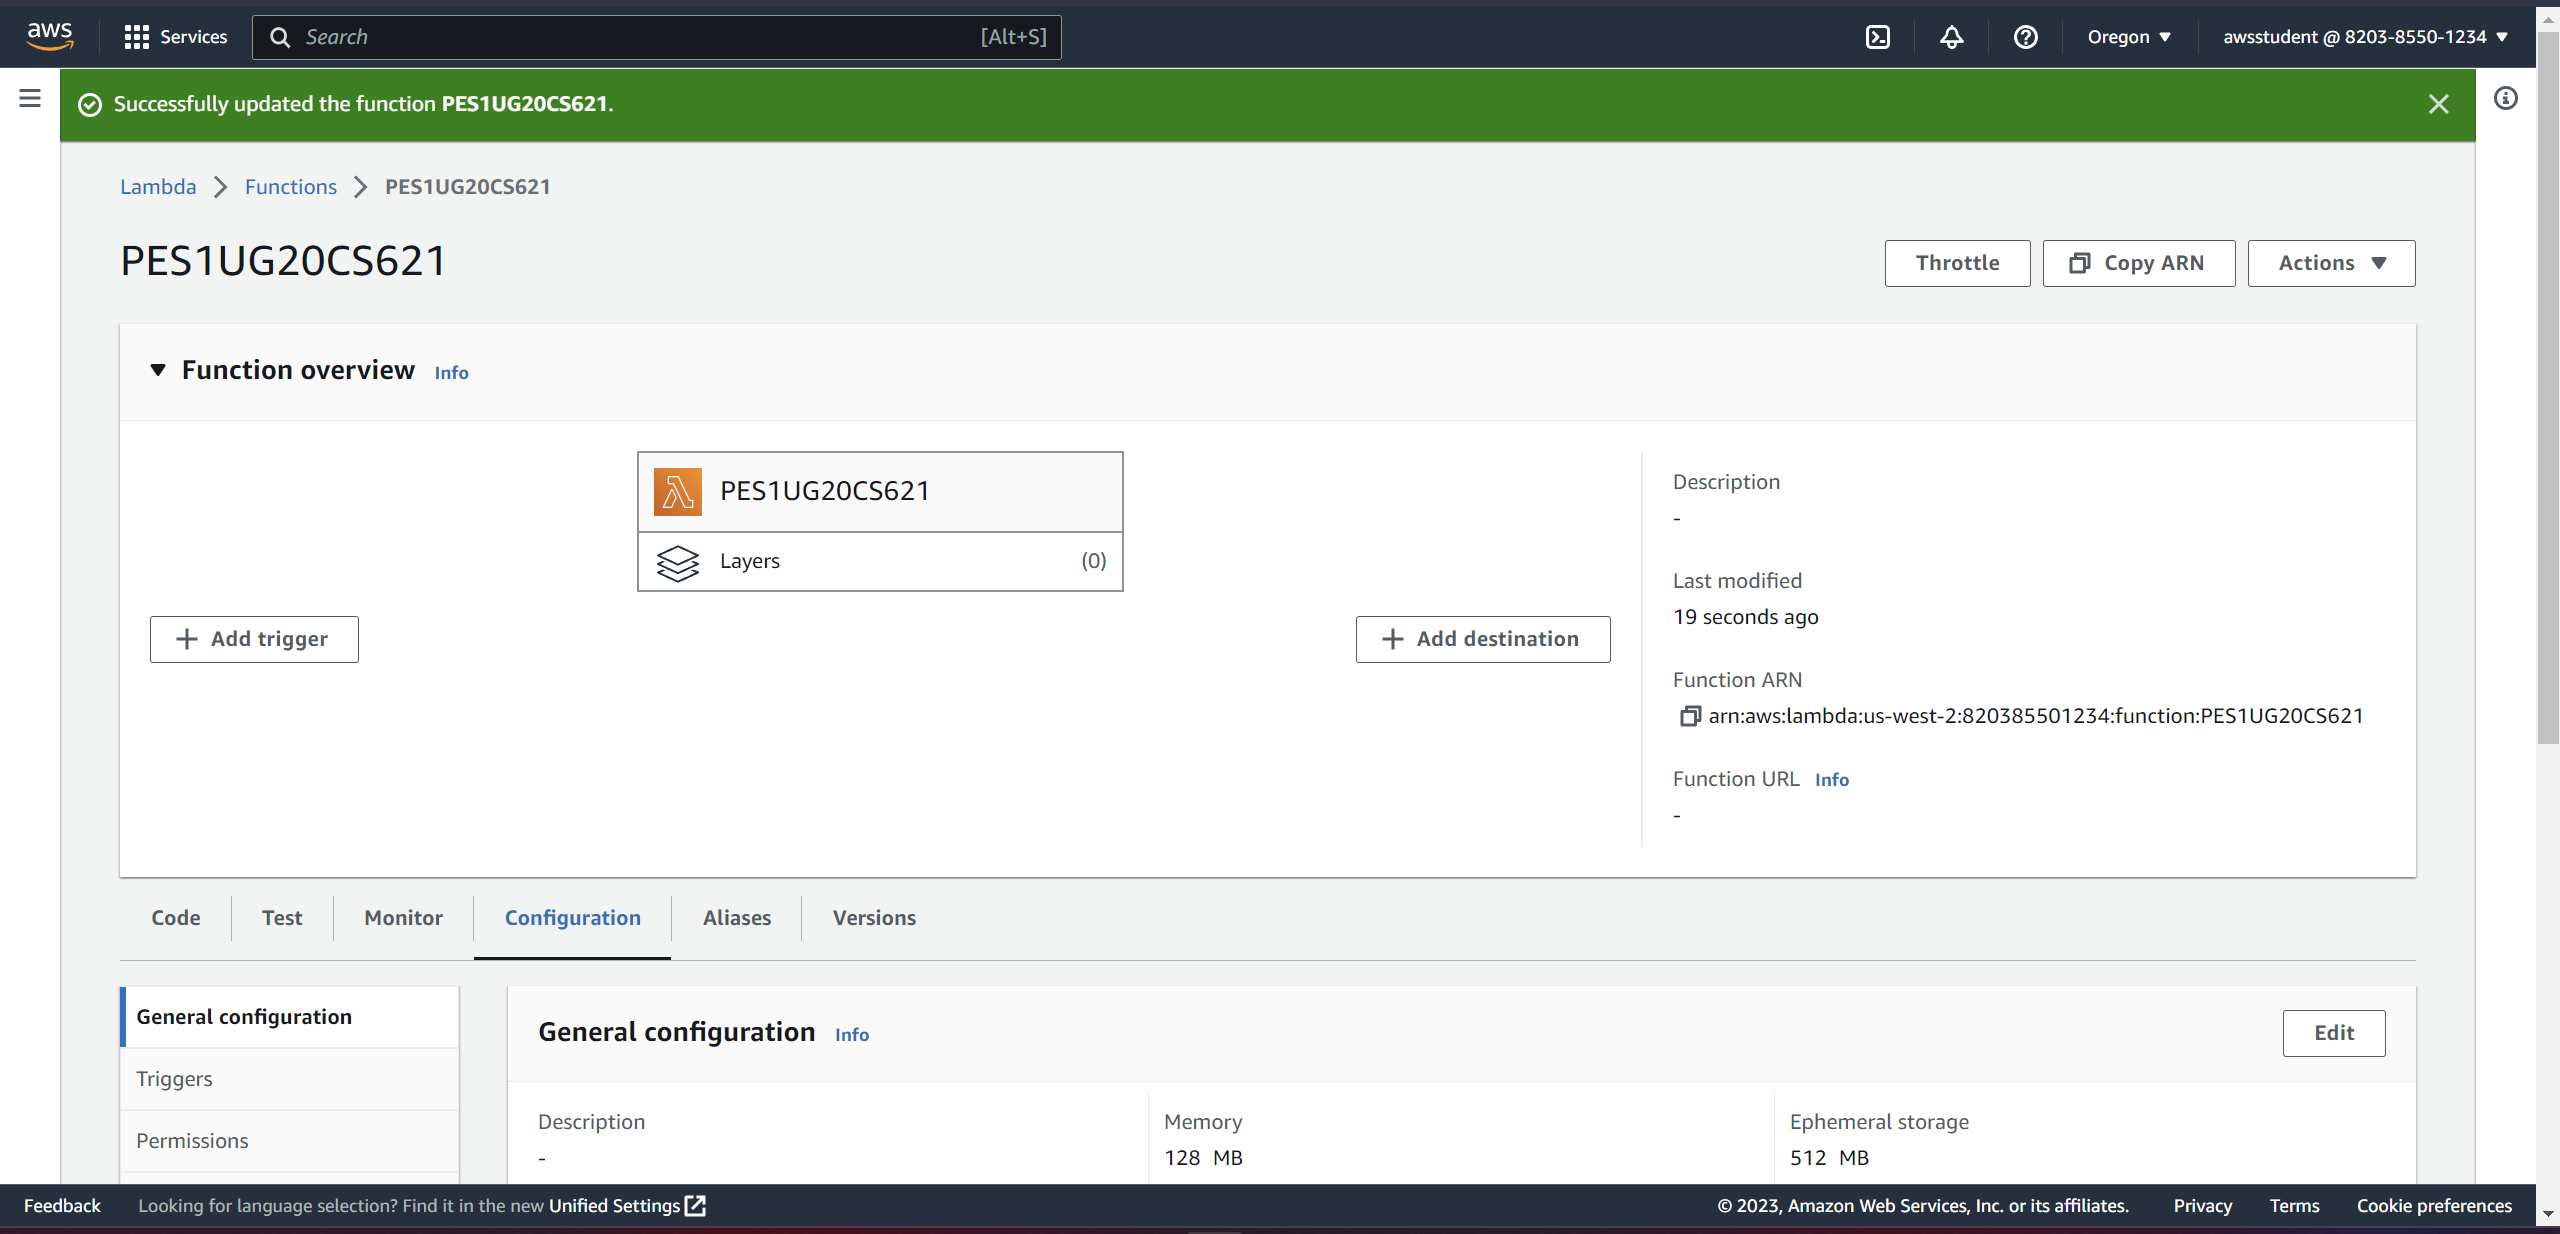 aws Services Search [Alt+S] Oregon awsstudent @ 8203-8550-1234
Successfully updated the function PES1UG20CS621.
Lambda Functions PES1UG20CS621
PES1UG20CS621
Throttle Copy ARN Actions
Function overview Info
PES1UG20CS621
Layers (0)
Add trigger
Add destination
Description
-
Last modified
19 seconds ago
Function ARN
arn:aws:lambda:us-west-2:820385501234:function:PES1UG20CS621
Function URL Info
-
Code Test Monitor Configuration Aliases Versions
General configuration
Triggers
Permissions
General configuration Info
Edit
Description
-
Memory
128 MB
Ephemeral storage
512 MB
Feedback Looking for language selection? Find it in the new Unified Settings © 2023, Amazon Web Services, Inc. or its affiliates. Privacy Terms Cookie preferences